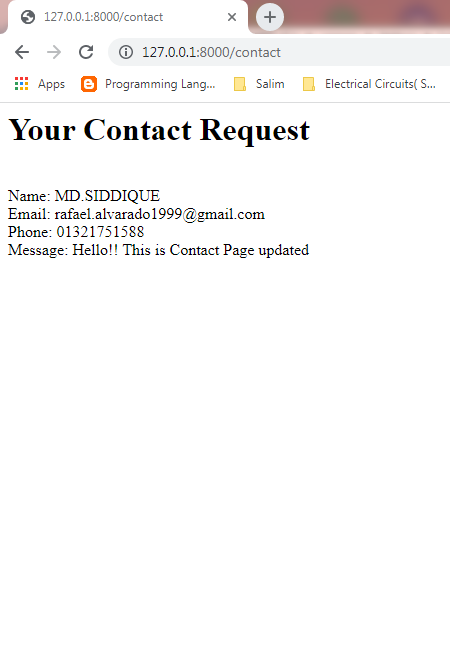 127.0.0.1:8000/contact
127.0.0.1:8000/contact
Apps Programming Lang... Salim Electrical Circuits( S...
Your Contact Request
Name: MD.SIDDIQUE
Email: rafael.alvarado1999@gmail.com
Phone: 01321751588
Message: Hello!! This is Contact Page updated